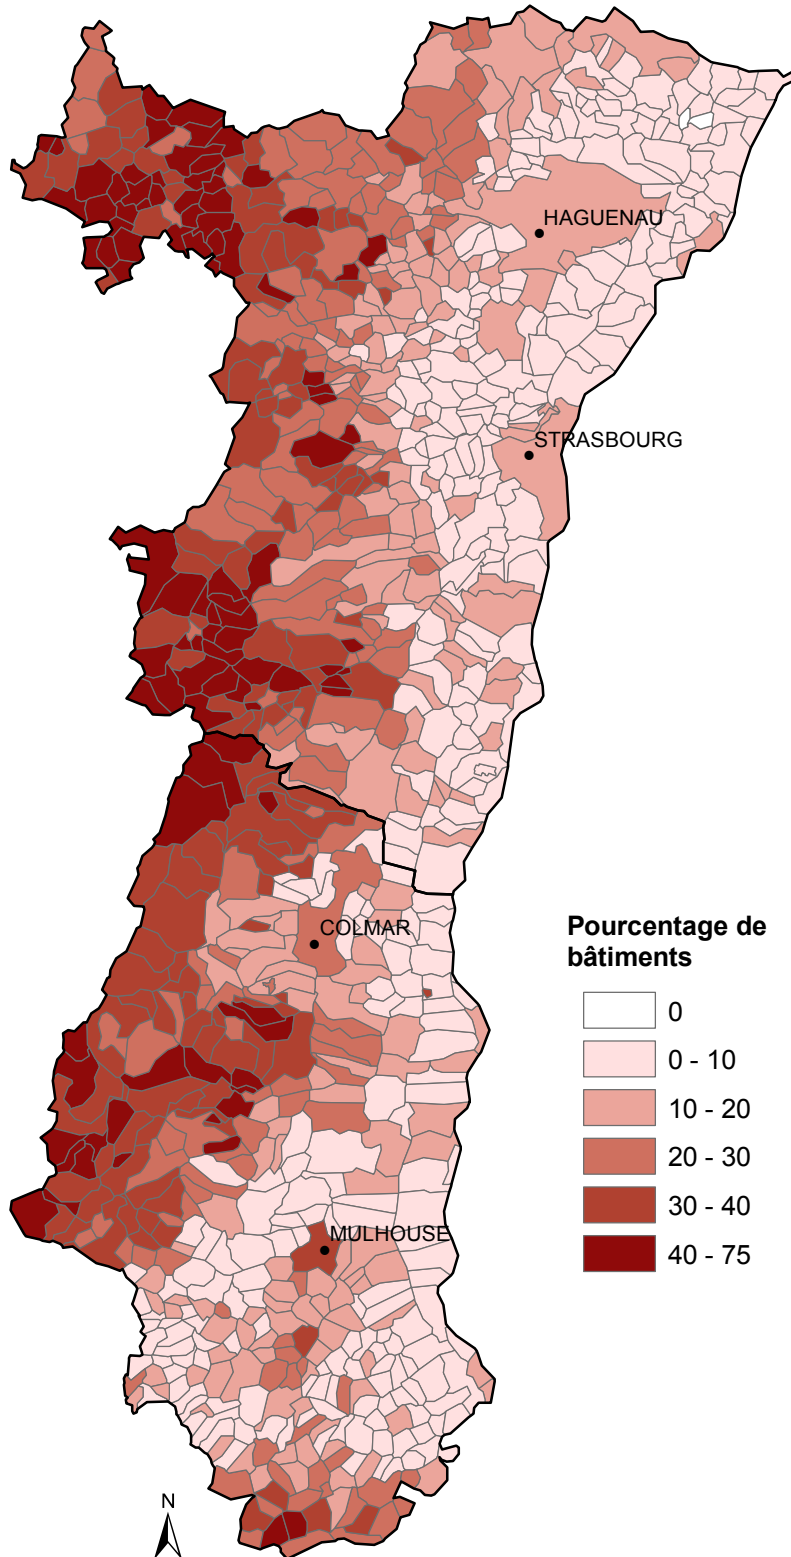 HAGUENAU
STRASBOURG
COLMAR
Pourcentage de
bâtiments
0
0 - 10
10 - 20
20 - 30
30 - 40
40 - 75
MULHOUSE
N